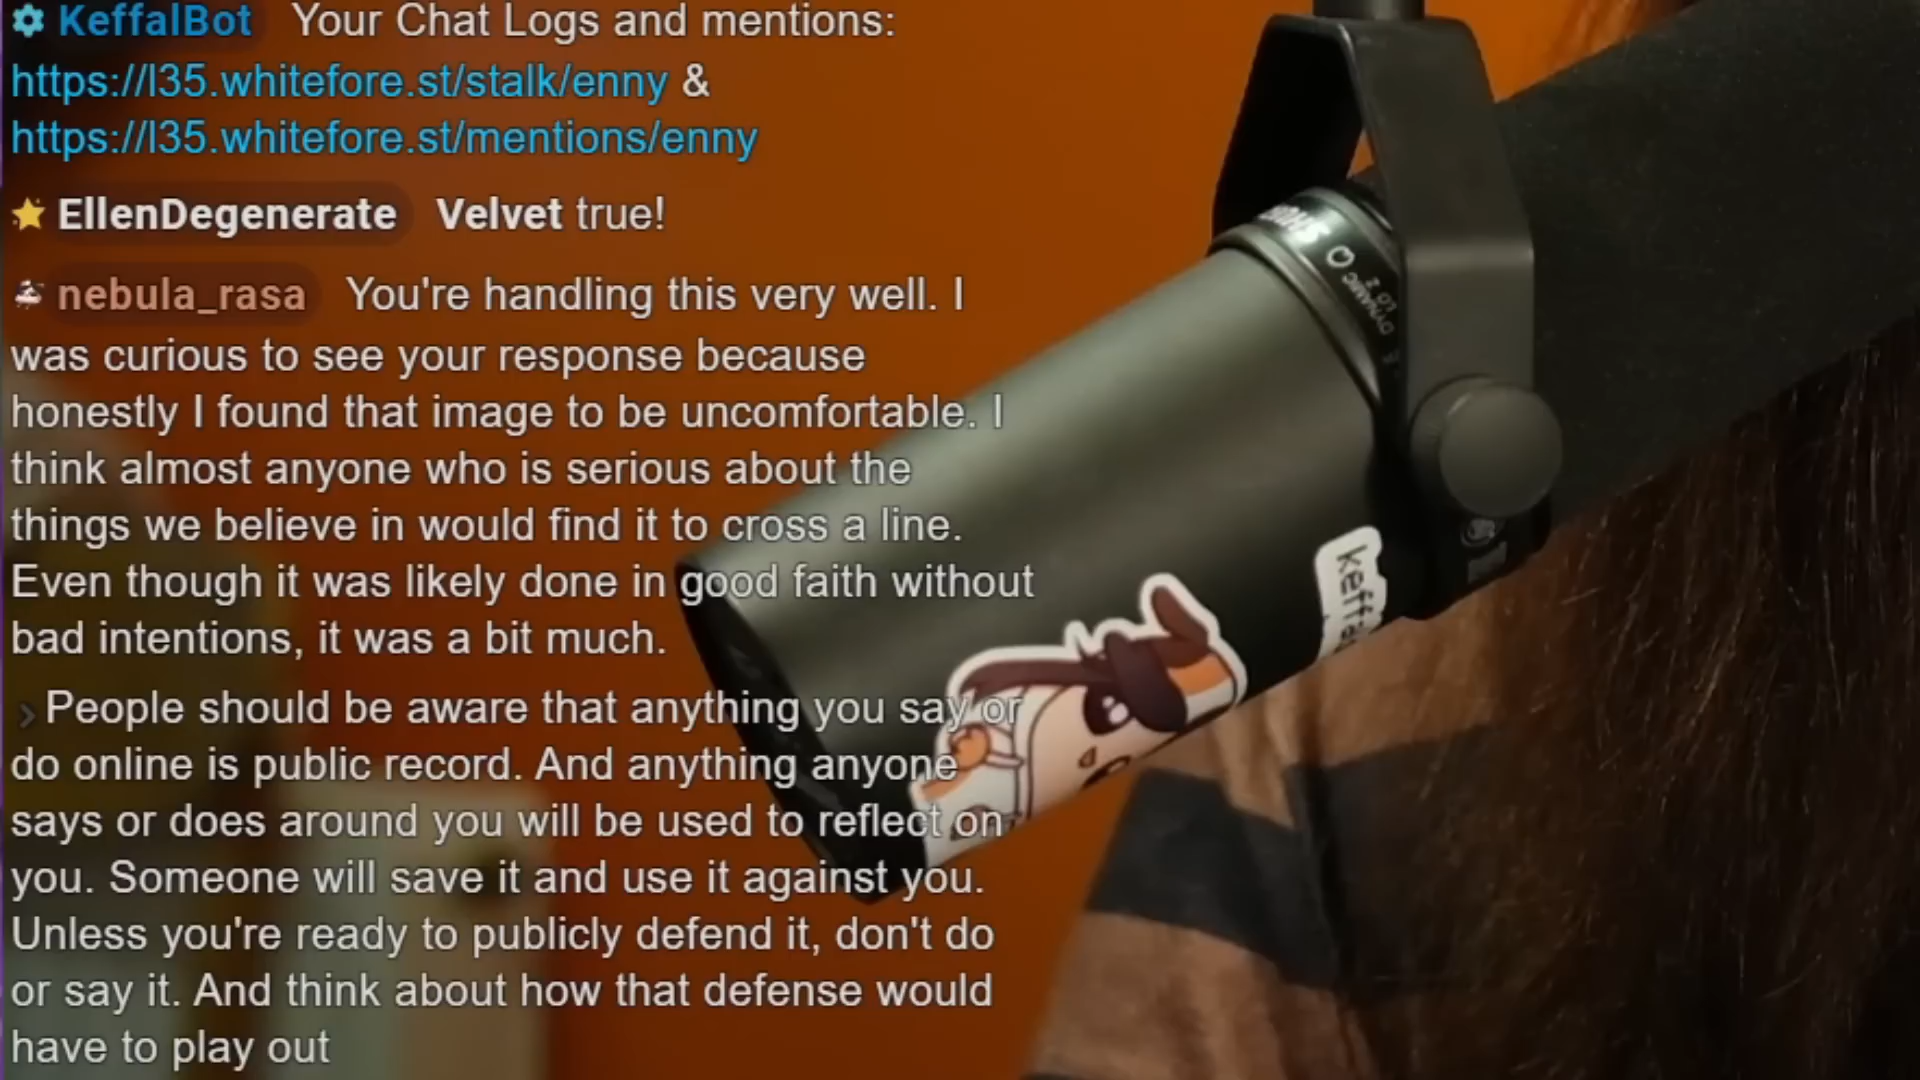 KeffalBot Your Chat Logs and mentions:
https://l35.whitefore.st/stalk/enny &
https://l35.whitefore.st/mentions/enny
EllenDegenerate Velvet true!
nebula_rasa You're handling this very well. I
was curious to see your response because
honestly I found that image to be uncomfortable. I
think almost anyone who is serious about the
things we believe in would find it to cross a line.
Even though it was likely done in good faith without
bad intentions, it was a bit much.
People should be aware that anything you say or
do online is public record. And anything anyone
says or does around you will be used to reflect on
you. Someone will save it and use it against you.
Unless you're ready to publicly defend it, don't do
or say it. And think about how that defense would
have to play out
SHURE
DYNAMIC
LO Z
keffa